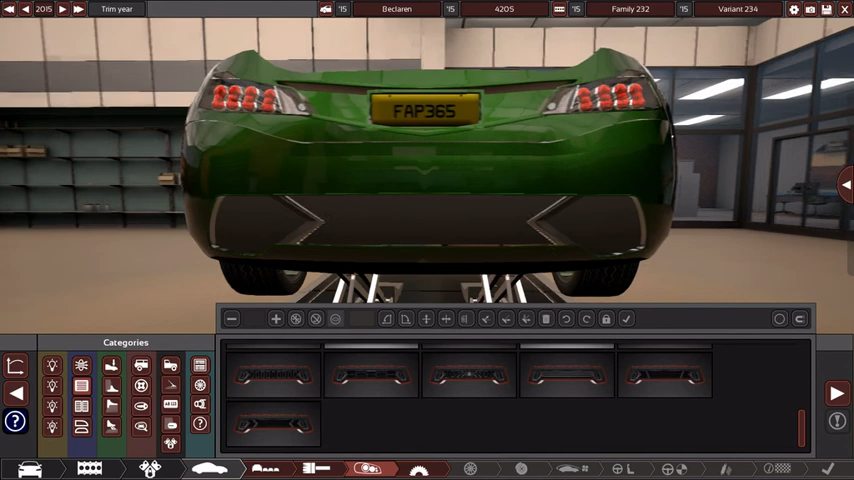 2015
Trim year
'15
Beclaren
'15
4205
'15
Family 232
'15
Variant 234
FAP365
Categories